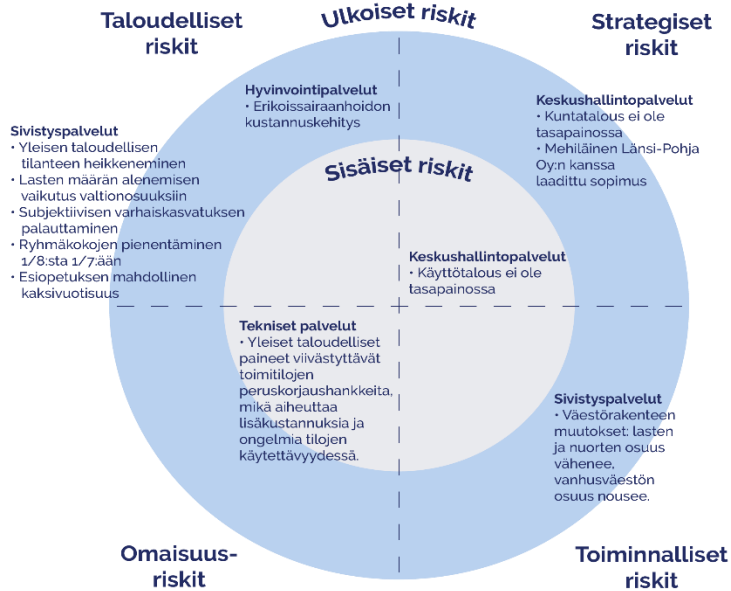 Taloudelliset
riskit
Ulkoiset riskit
Strategiset
riskit
Hyvinvointipalvelut
• Erikoissairaanhoidon
kustannuskehitys
Keskushallintopalvelut
• Kuntatalous ei ole
tasapainossa
• Mehiläinen Länsi-Pohja
Oy:n kanssa
laadittu sopimus
Sivistyspalvelut
• Yleisen taloudellisen
tilanteen heikkeneminen
• Lasten määrän alenemisen
vaikutus valtionosuuksiin
• Subjektiivisen varhaiskasvatuksen
palauttaminen
• Ryhmäkokojen pienentäminen
1/8:sta 1/7:ään
• Esiopetuksen mahdollinen
kaksivuotisuus
Sisäiset riskit
Keskushallintopalvelut
• Käyttötalous ei ole
tasapainossa
Tekniset palvelut
• Yleiset taloudelliset
paineet viivästyttävät
toimitilojen
peruskorjaushankkeita,
mikä aiheuttaa
lisäkustannuksia ja
ongelmia tilojen
käytettävyydessä.
Sivistyspalvelut
• Väestörakenteen
muutokset: lasten
ja nuorten osuus
vähenee,
vanhusväestön
osuus nousee.
Omaisuus-
riskit
Toiminnalliset
riskit